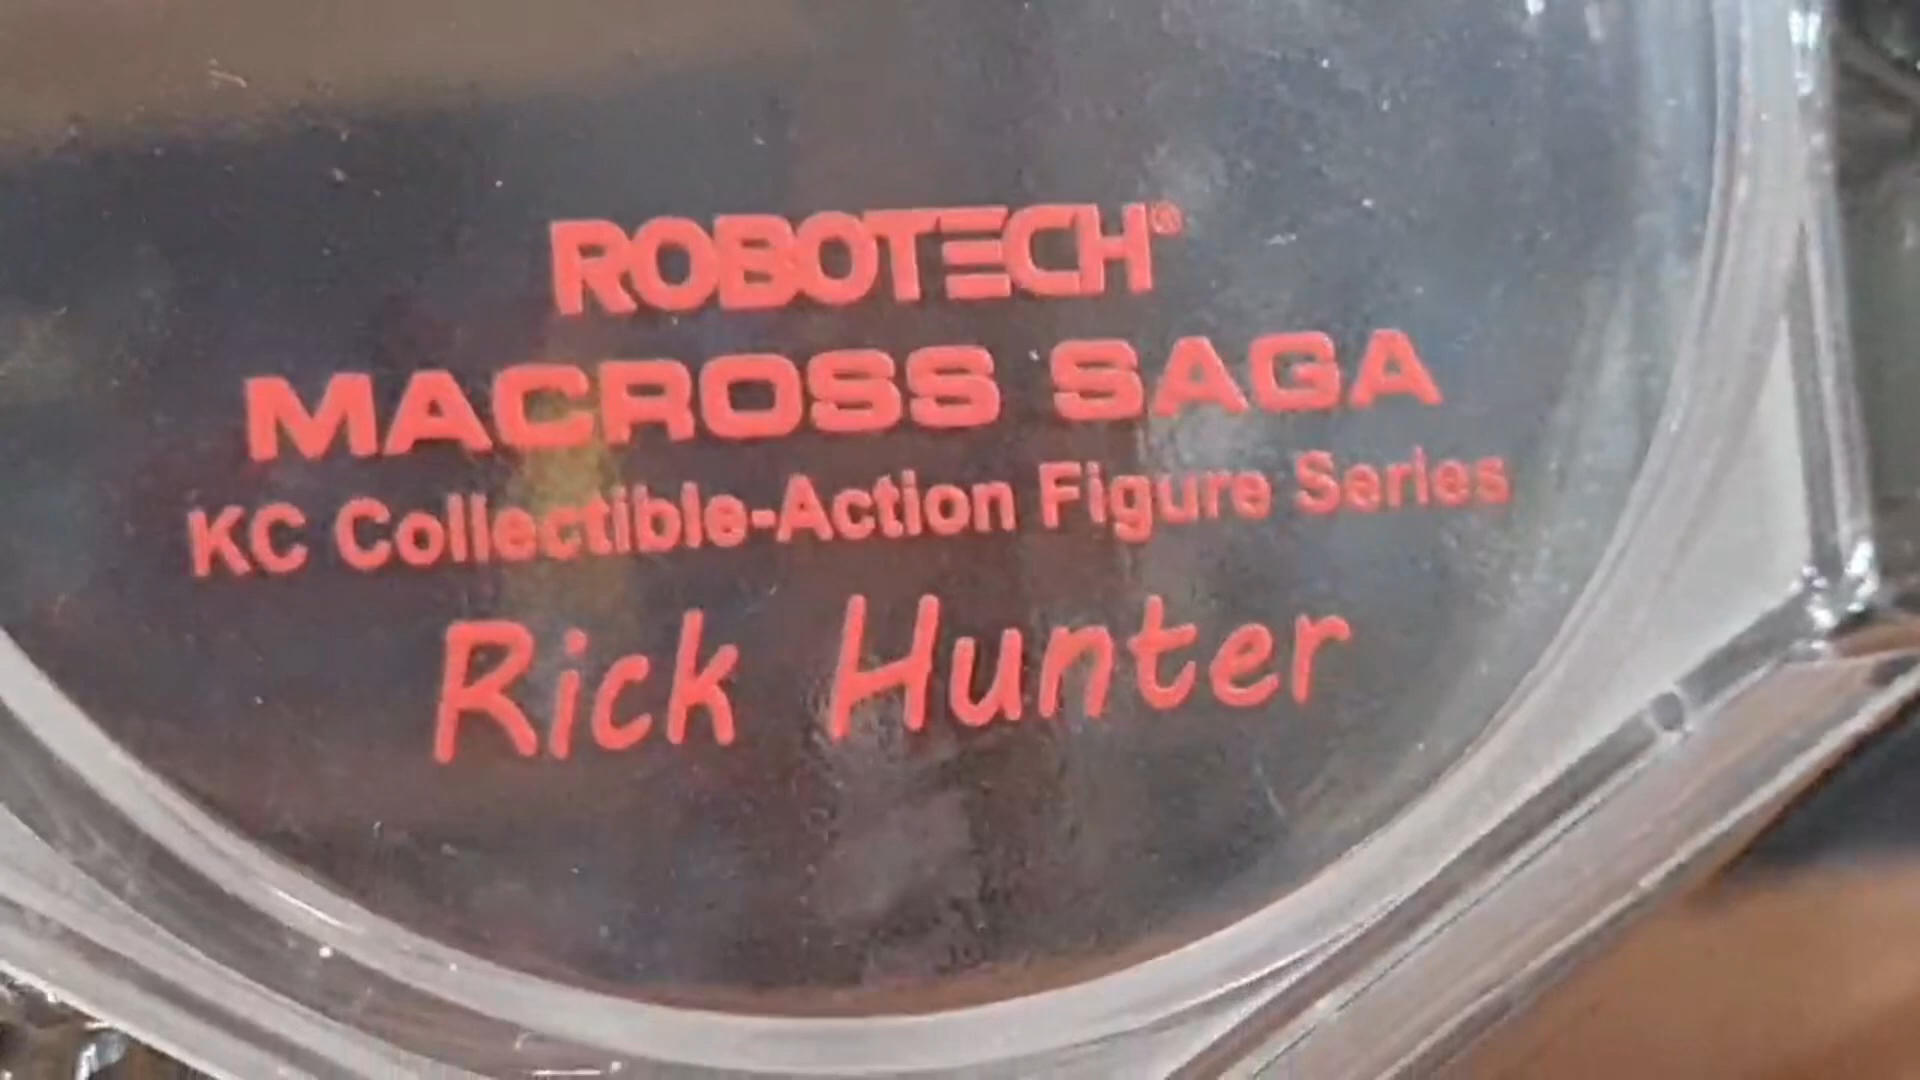 ROBOTECH®
MACROSS SAGA
KC Collectible-Action Figure Series
Rick Hunter